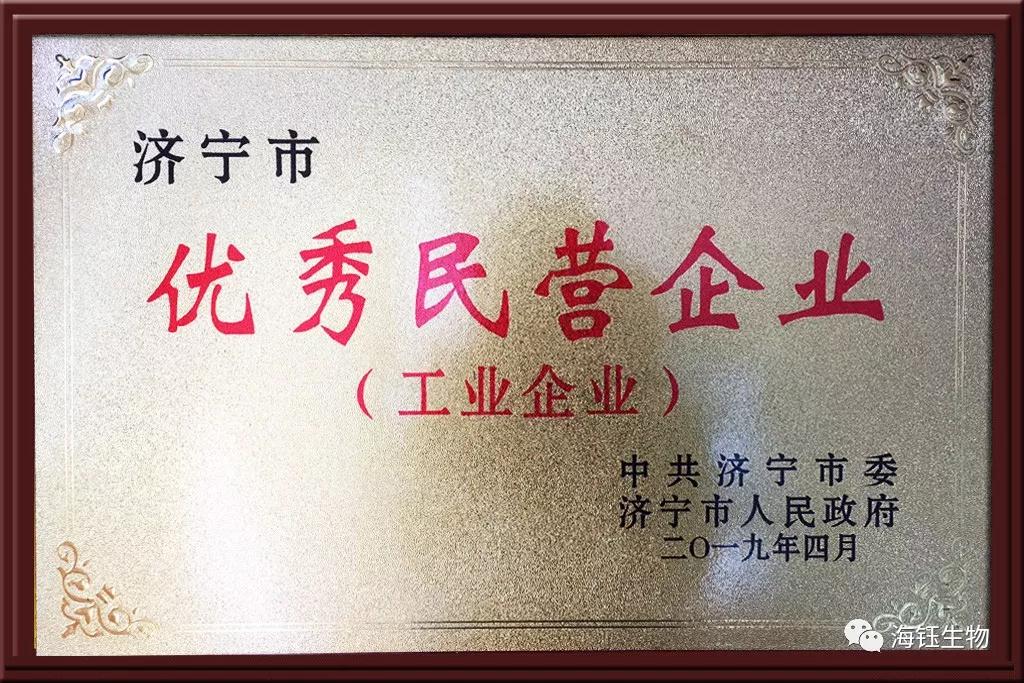 济宁市
优秀民营企业
（工业企业）
中共济宁市委
济宁市人民政府
二〇一九年四月
海钰生物